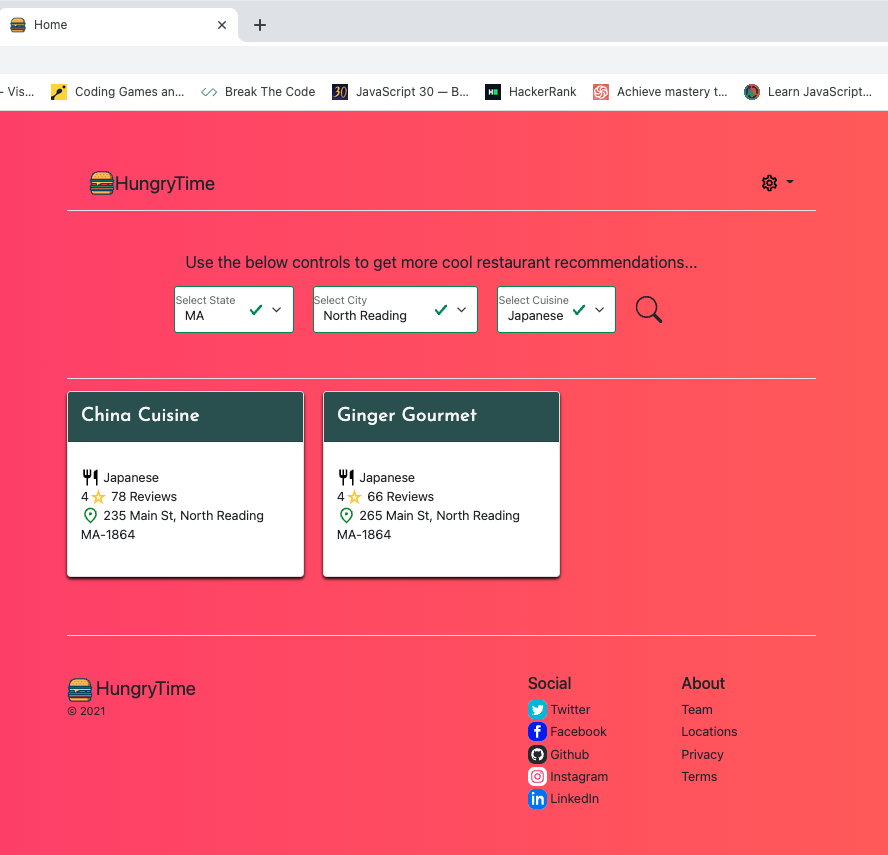 Home
- Vis...
Coding Games an...
Break The Code
30
JavaScript 30 — B...
HackerRank
Achieve mastery t...
Learn JavaScript...
HungryTime
Use the below controls to get more cool restaurant recommendations...
Select State
MA
Select City
North Reading
Select Cuisine
Japanese
China Cuisine
Japanese
4 78 Reviews
235 Main St, North Reading
MA-1864
Ginger Gourmet
Japanese
4 66 Reviews
265 Main St, North Reading
MA-1864
HungryTime
© 2021
Social
Twitter
Facebook
Github
Instagram
LinkedIn
About
Team
Locations
Privacy
Terms